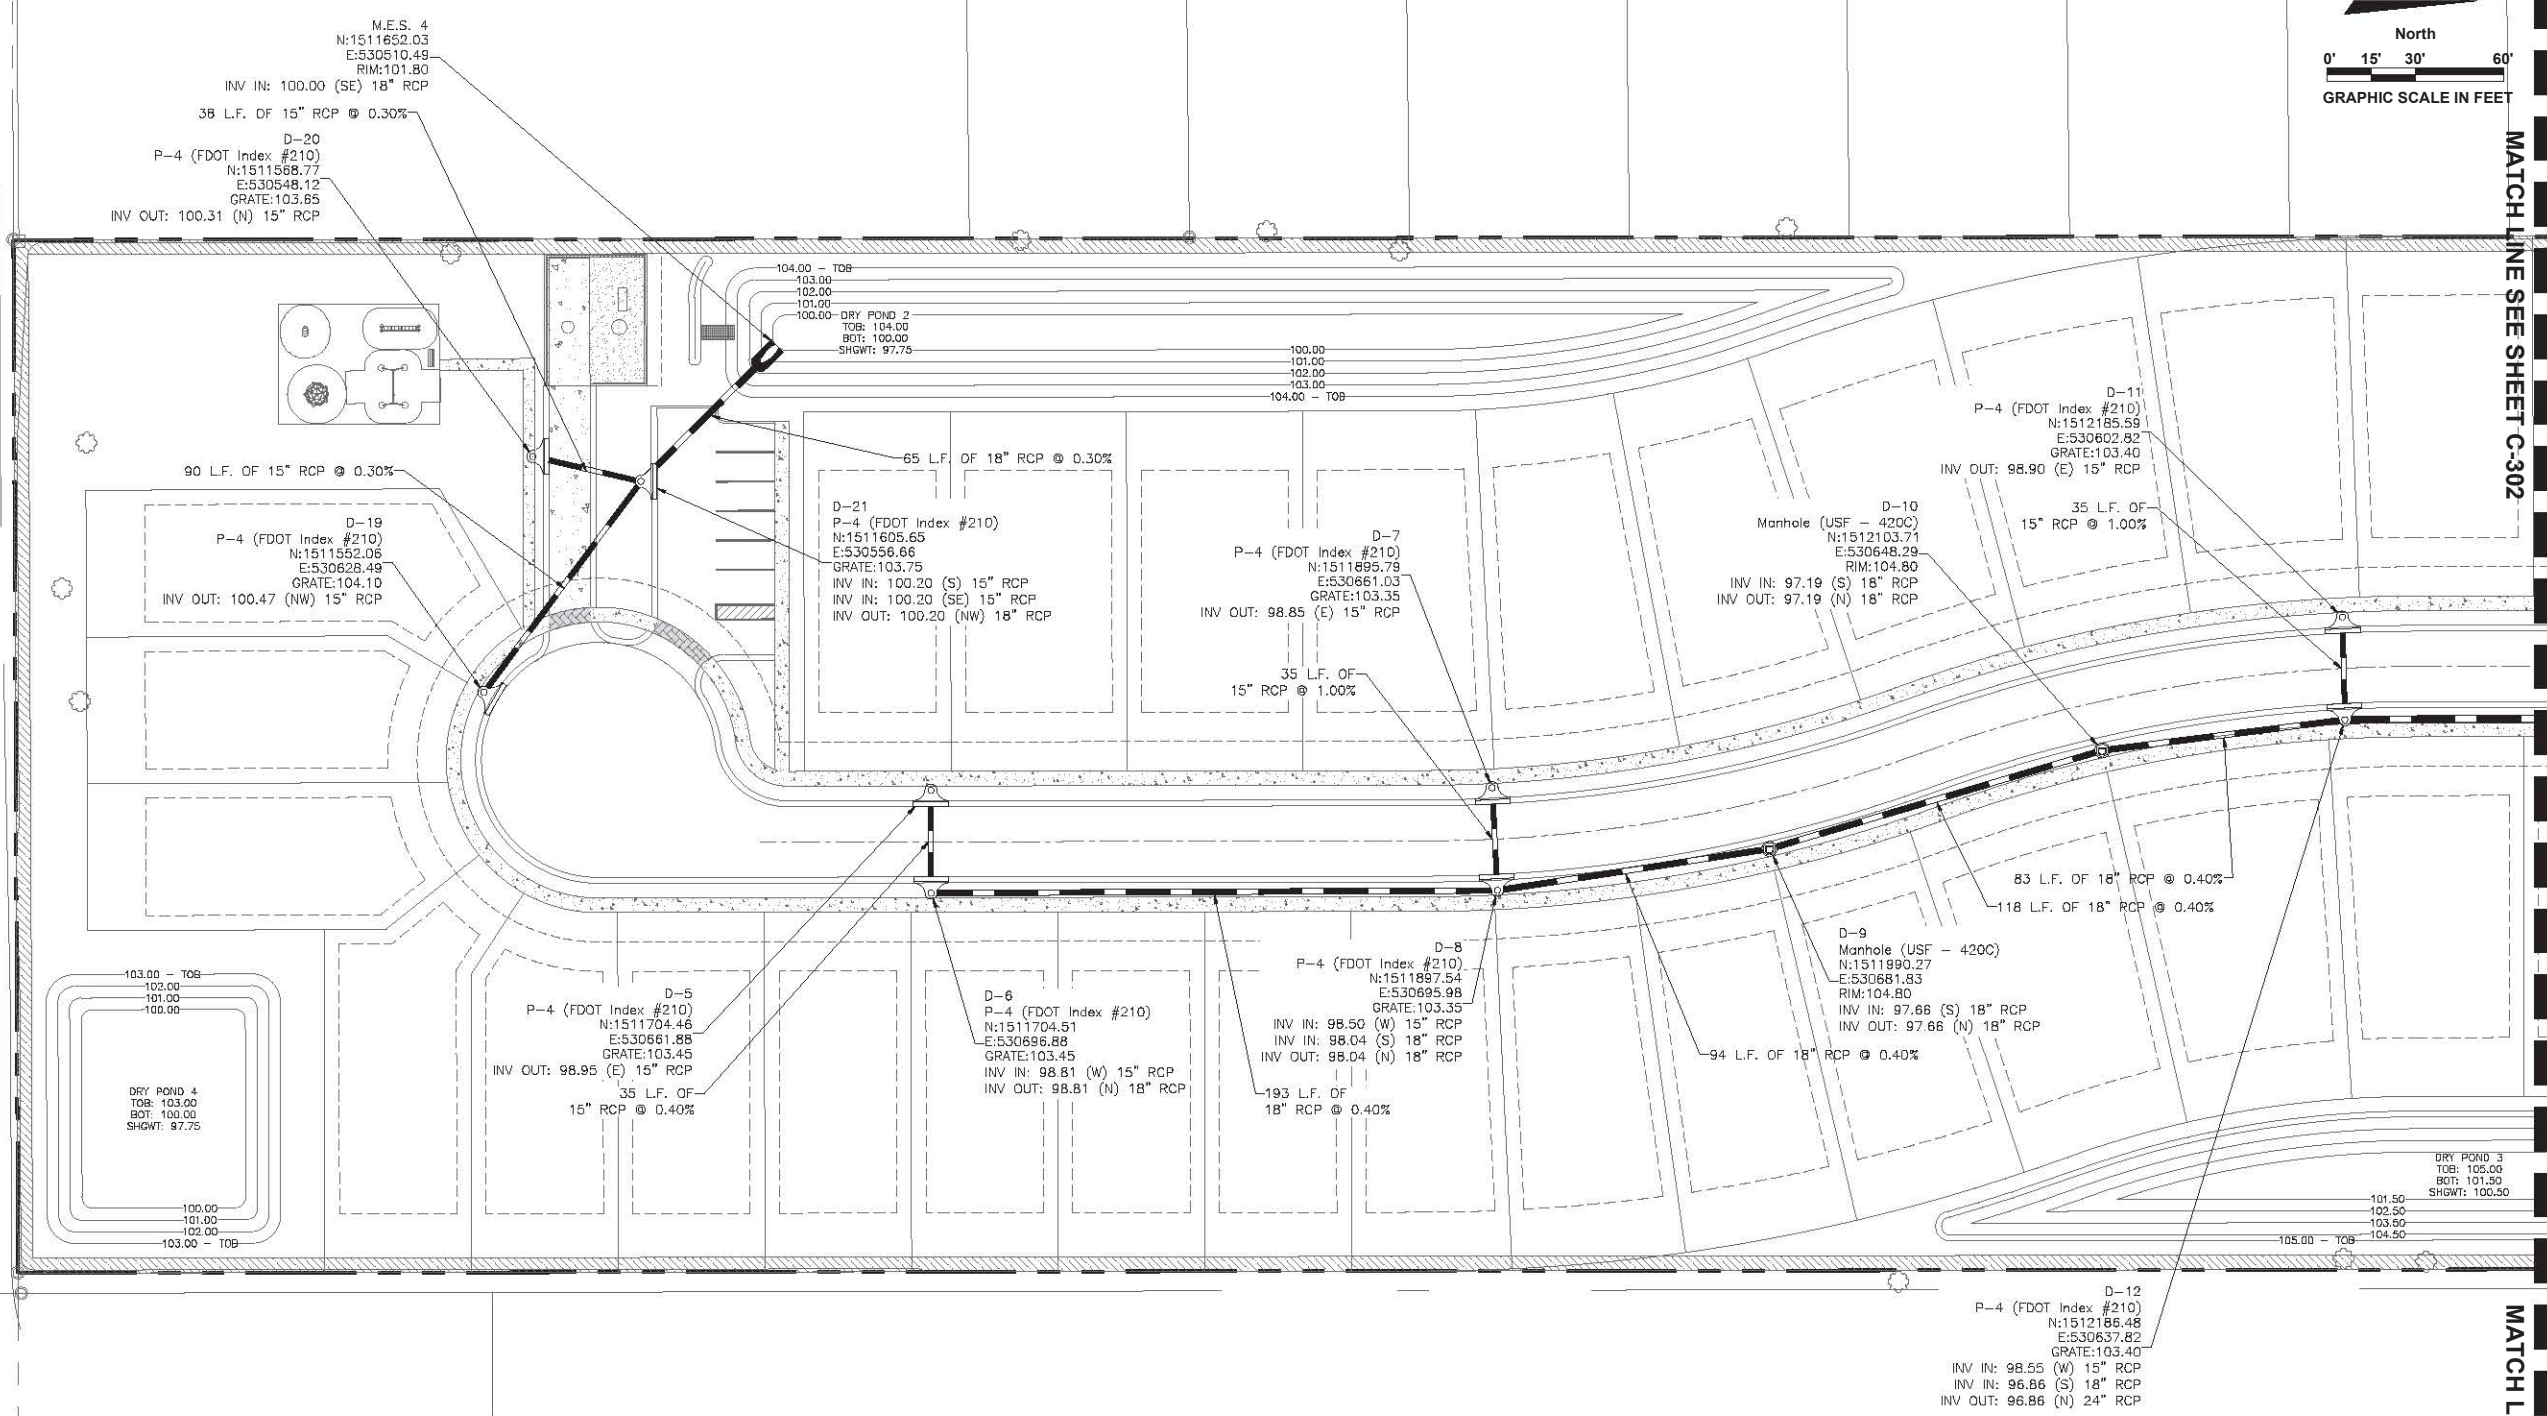 M.E.S. 4
N:1511652.03
E:530510.49
RIM:101.80
INV IN: 100.00 (SE) 18" RCP
38 L.F. OF 15" RCP @ 0.30%
D-20
P-4 (FDOT Index #210)
N:1511568.77
E:530548.12
GRATE:103.65
INV OUT: 100.31 (N) 15" RCP
North
0' 15' 30' 60'
GRAPHIC SCALE IN FEET
MATCH LINE SEE SHEET C-302
104.00 - TOB
103.00
102.00
101.00
100.00
DRY POND 2
TOB: 104.00
BOT: 100.00
SHGWT: 97.75
100.00
101.00
102.00
103.00
104.00 - TOB
90 L.F. OF 15" RCP @ 0.30%
65 L.F. OF 18" RCP @ 0.30%
D-19
P-4 (FDOT Index #210)
N:1511552.06
E:530628.49
GRATE:104.10
INV OUT: 100.47 (NW) 15" RCP
D-21
P-4 (FDOT Index #210)
N:1511605.65
E:530556.66
GRATE:103.75
INV IN: 100.20 (S) 15" RCP
INV IN: 100.20 (SE) 15" RCP
INV OUT: 100.20 (NW) 18" RCP
D-7
P-4 (FDOT Index #210)
N:1511895.79
E:530661.03
GRATE:103.35
INV OUT: 98.85 (E) 15" RCP
35 L.F. OF
15" RCP @ 1.00%
D-10
Manhole (USF - 420C)
N:1512103.71
E:530648.29
RIM:104.80
INV IN: 97.19 (S) 18" RCP
INV OUT: 97.19 (N) 18" RCP
D-11
P-4 (FDOT Index #210)
N:1512185.59
E:530602.82
GRATE:103.40
INV OUT: 98.90 (E) 15" RCP
35 L.F. OF
15" RCP @ 1.00%
83 L.F. OF 18" RCP @ 0.40%
118 L.F. OF 18" RCP @ 0.40%
D-9
Manhole (USF - 420C)
N:1511990.27
E:530681.83
RIM:104.80
INV IN: 97.66 (S) 18" RCP
INV OUT: 97.66 (N) 18" RCP
94 L.F. OF 18" RCP @ 0.40%
D-8
P-4 (FDOT Index #210)
N:1511897.54
E:530695.98
GRATE:103.35
INV IN: 98.50 (W) 15" RCP
INV IN: 98.04 (S) 18" RCP
INV OUT: 98.04 (N) 18" RCP
193 L.F. OF
18" RCP @ 0.40%
D-6
P-4 (FDOT Index #210)
N:1511704.51
E:530696.88
GRATE:103.45
INV IN: 98.81 (W) 15" RCP
INV OUT: 98.81 (N) 18" RCP
D-5
P-4 (FDOT Index #210)
N:1511704.46
E:530661.88
GRATE:103.45
INV OUT: 98.95 (E) 15" RCP
35 L.F. OF
15" RCP @ 0.40%
103.00 - TOB
102.00
101.00
100.00
DRY POND 4
TOB: 103.00
BOT: 100.00
SHGWT: 97.75
100.00
101.00
102.00
103.00 - TOB
DRY POND 3
TOB: 105.00
BOT: 101.50
SHGWT: 100.50
101.50
102.50
103.50
104.50
105.00 - TOB
D-12
P-4 (FDOT Index #210)
N:1512186.48
E:530637.82
GRATE:103.40
INV IN: 98.55 (W) 15" RCP
INV IN: 96.86 (S) 18" RCP
INV OUT: 96.86 (N) 24" RCP
MATCH L